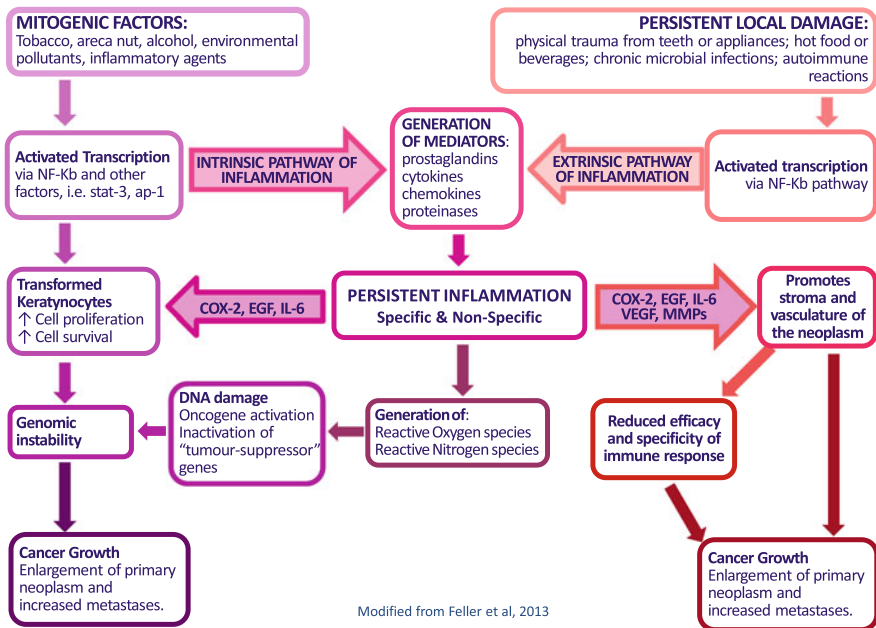 MITOGENIC FACTORS:
Tobacco, areca nut, alcohol, environmental
pollutants, inflammatory agents
PERSISTENT LOCAL DAMAGE:
physical trauma from teeth or appliances; hot food or
beverages; chronic microbial infections; autoimmune
reactions
Activated Transcription
via NF-Kb and other
factors, i.e. stat-3, ap-1
INTRINSIC PATHWAY OF
INFLAMMATION
GENERATION
OF MEDIATORS:
prostaglandins
cytokines
chemokines
proteinases
EXTRINSIC PATHWAY
OF INFLAMMATION
Activated transcription
via NF-Kb pathway
Transformed
Keratynocytes
↑ Cell proliferation
↑ Cell survival
COX-2, EGF, IL-6
PERSISTENT INFLAMMATION
Specific & Non-Specific
COX-2, EGF, IL-6
VEGF, MMPs
Promotes
stroma and
vasculature of
the neoplasm
Genomic
instability
DNA damage
Oncogene activation
Inactivation of
“tumour-suppressor”
genes
Generation of:
Reactive Oxygen species
Reactive Nitrogen species
Reduced efficacy
and specificity of
immune response
Cancer Growth
Enlargement of primary
neoplasm and
increased metastases.
Cancer Growth
Enlargement of primary
neoplasm and
increased metastases.
Modified from Feller et al, 2013